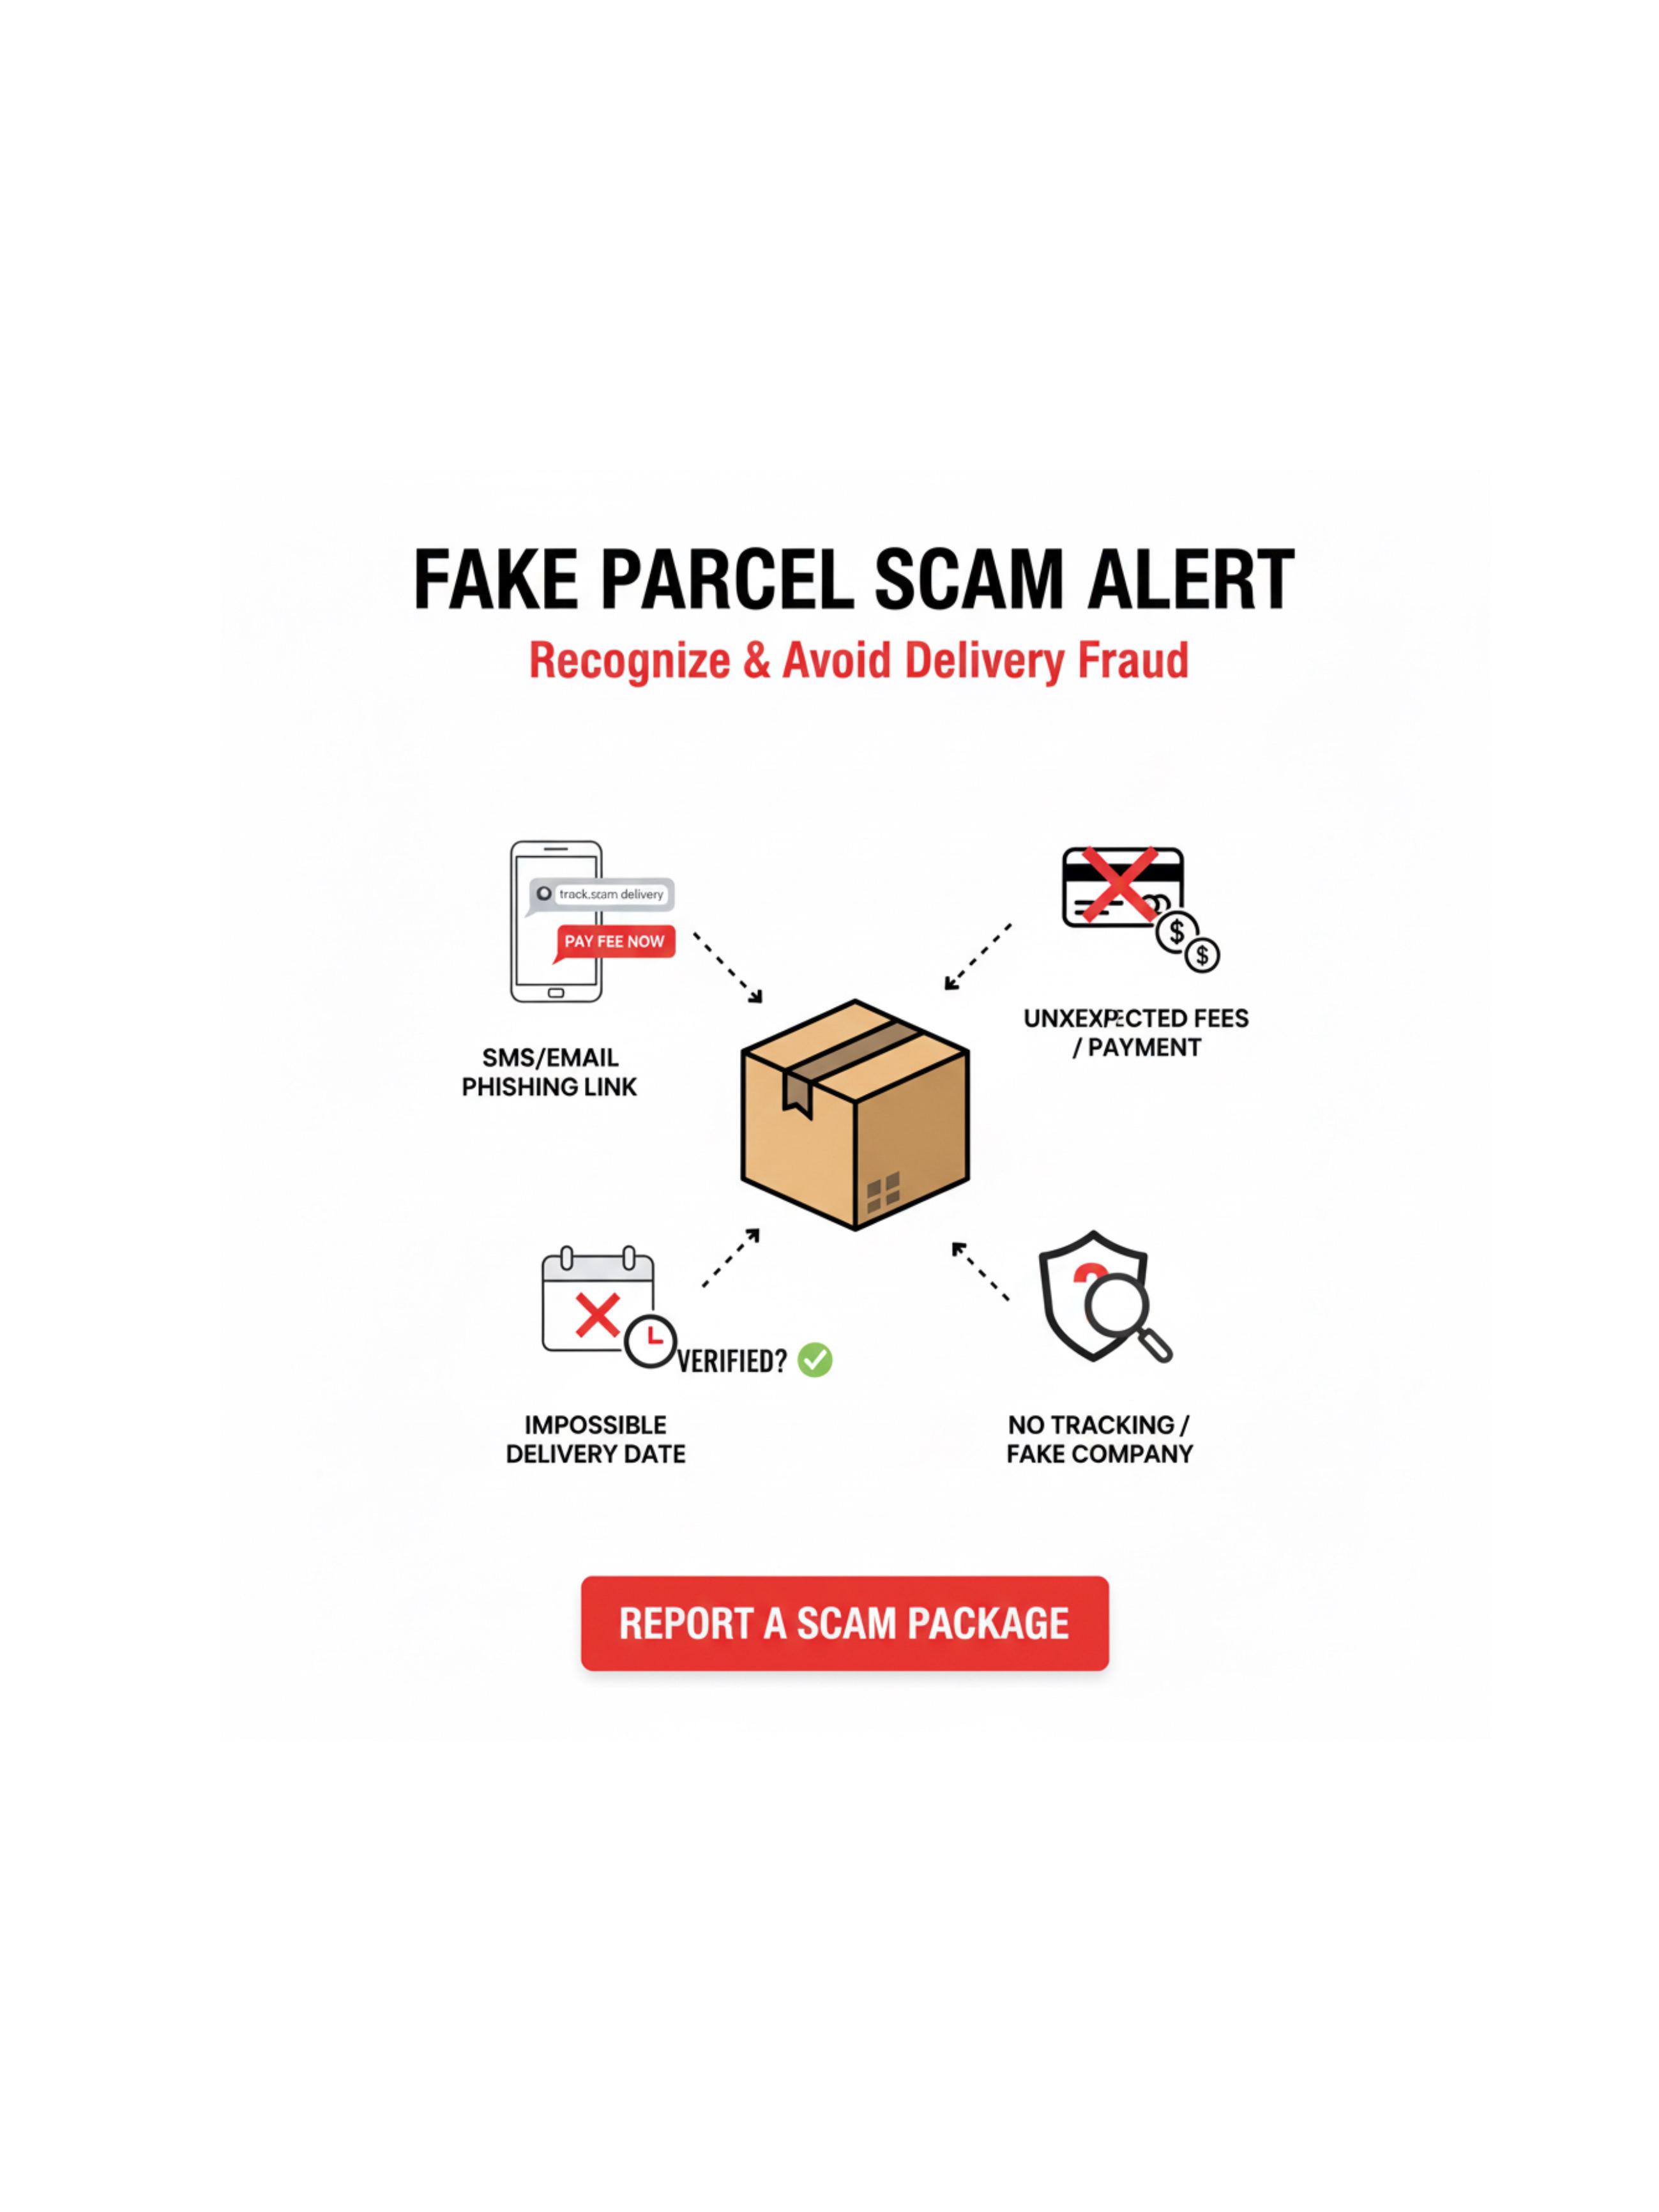 FAKE PARCEL SCAM ALERT
Recognize & Avoid Delivery Fraud
track.scam delivery
PAY FEE NOW
SMS/EMAIL
PHISHING LINK
$
$
UNXEXPECTED FEES
/ PAYMENT
VERIFIED?
IMPOSSIBLE
DELIVERY DATE
?
NO TRACKING /
FAKE COMPANY
REPORT A SCAM PACKAGE